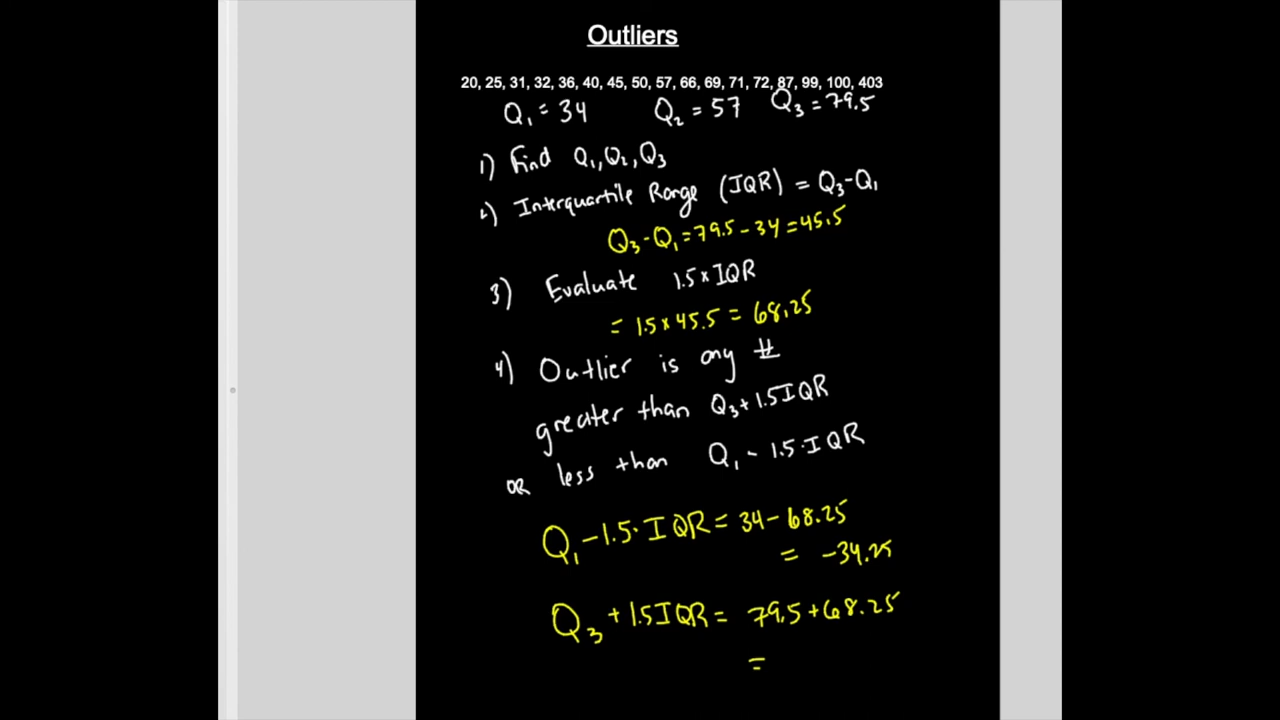 Outliers
20, 25, 31, 32, 36, 40, 45, 50, 57, 66, 69, 71, 72, 87, 99, 100, 403
Q₁ = 34 Q₂ = 57 Q₃ = 79.5
1) Find Q₁, Q₂, Q₃
2) Interquartile Range (IQR) = Q₃-Q₁
Q₃-Q₁ = 79.5 - 34 = 45.5
3) Evaluate 1.5 x IQR
= 1.5 x 45.5 = 68.25
4) Outlier is any #
greater than Q₃ + 1.5 IQR
OR less than Q₁ - 1.5·IQR
Q₁ - 1.5·IQR = 34 - 68.25
= -34.25
Q₃ + 1.5IQR = 79.5 + 68.25
=